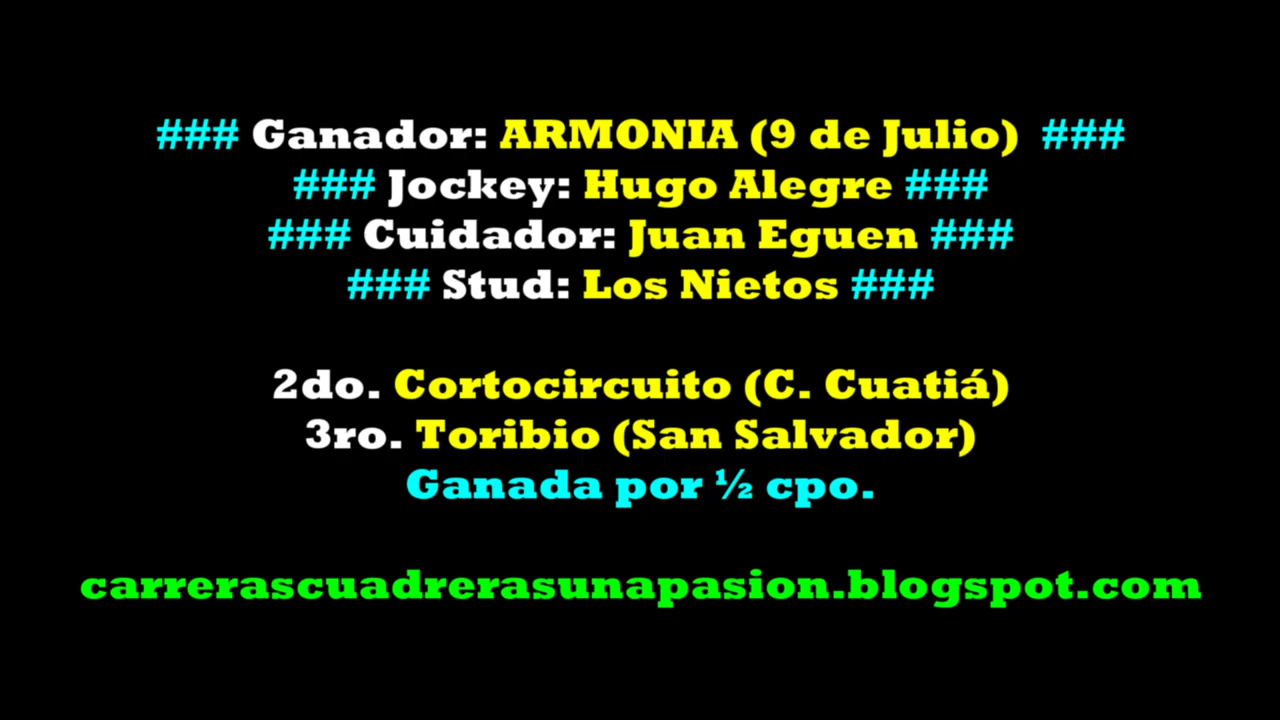 ### Ganador: ARMONIA (9 de Julio) ###
### Jockey: Hugo Alegre ###
### Cuidador: Juan Eguen ###
### Stud: Los Nietos ###
2do. Cortocircuito (C. Cuatiá)
3ro. Toribio (San Salvador)
Ganada por ½ cpo.
carrerascuadrerasunapasion.blogspot.com